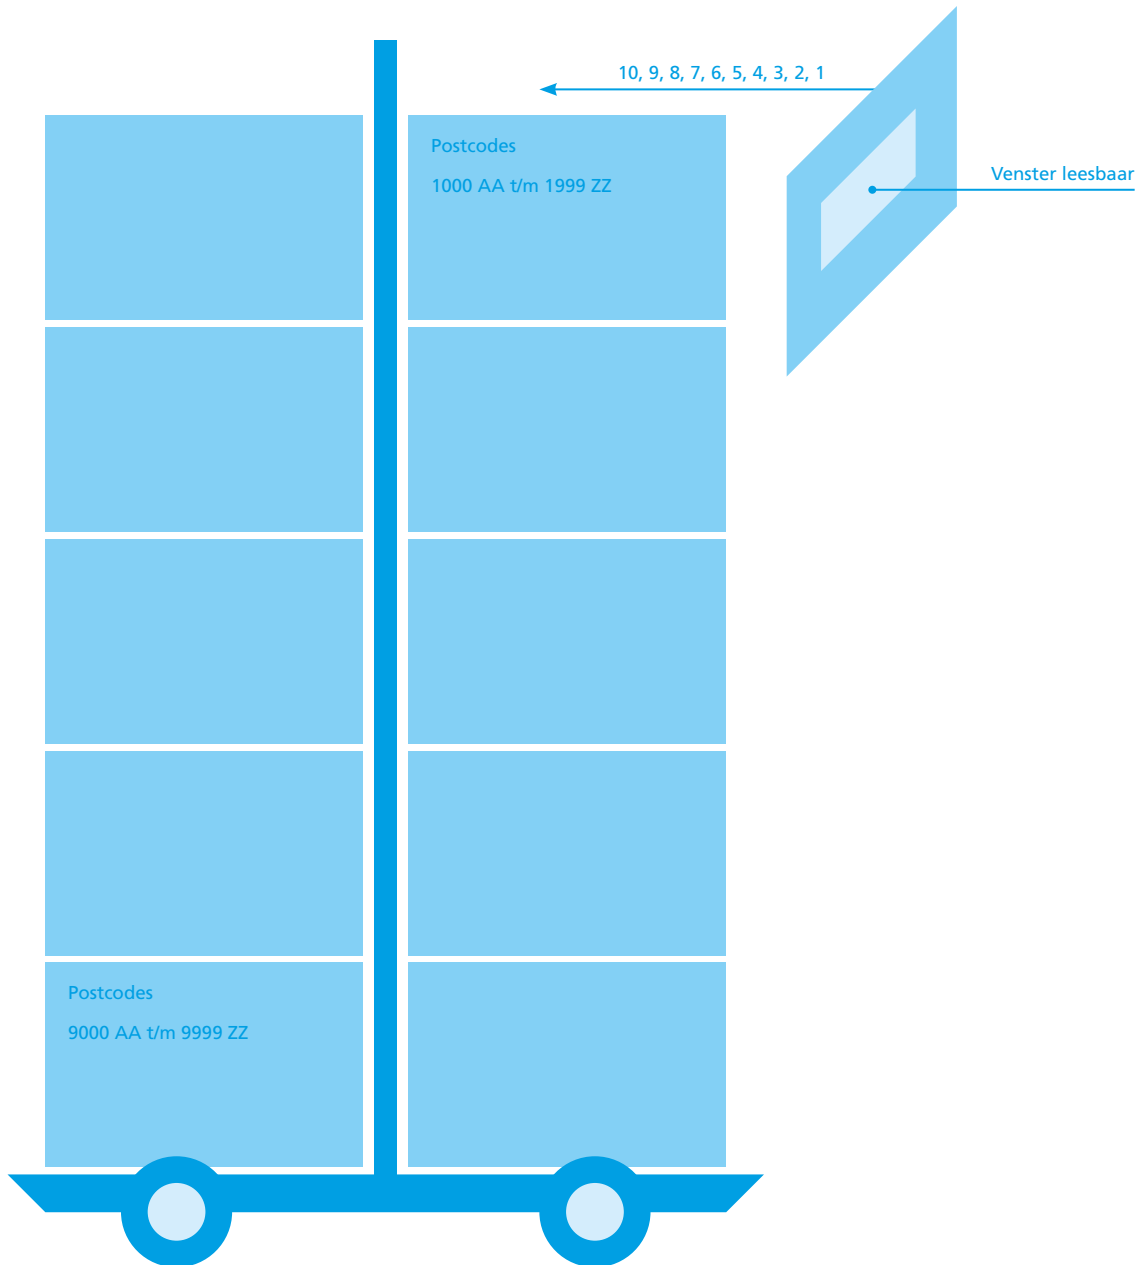 10, 9, 8, 7, 6, 5, 4, 3, 2, 1
Postcodes
1000 AA t/m 1999 ZZ
Venster leesbaar
Postcodes
9000 AA t/m 9999 ZZ